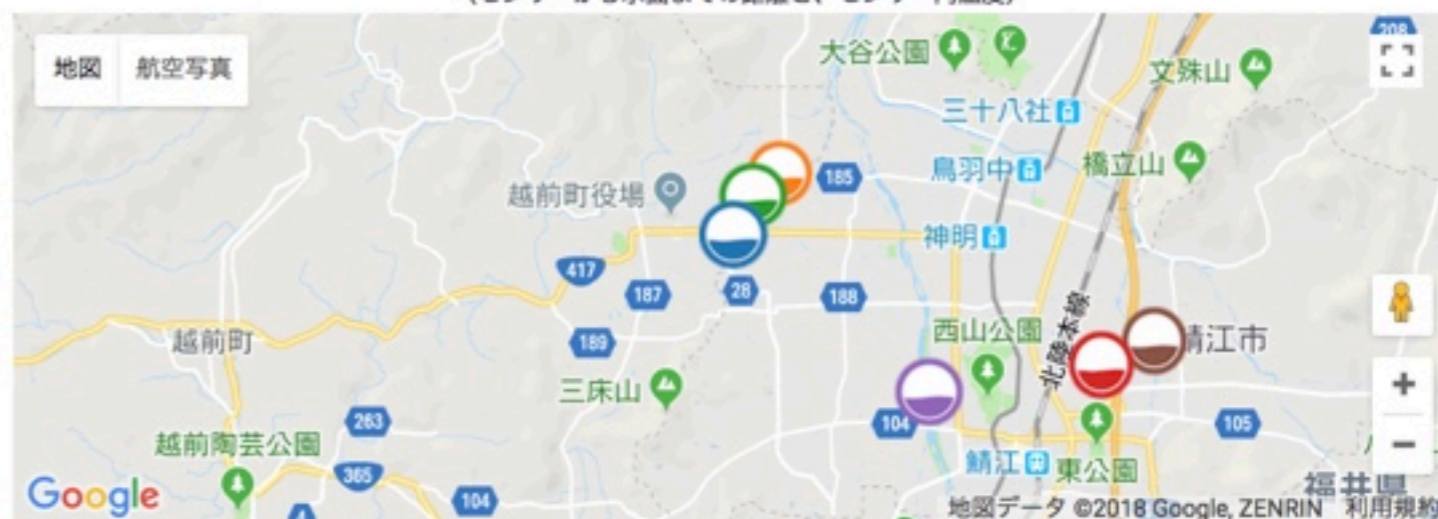 地図 航空写真
208
大谷公園
文殊山
三十八社
鳥羽中
橋立山
185
越前町役場
神明
417
187
28
188
北陸本線
西山公園
鯖江市
越前町
189
三床山
263
104
105
越前陶芸公園
365
鯖江
東公園
104
福井県
Google
地図データ ©2018 Google, ZENRIN 利用規約